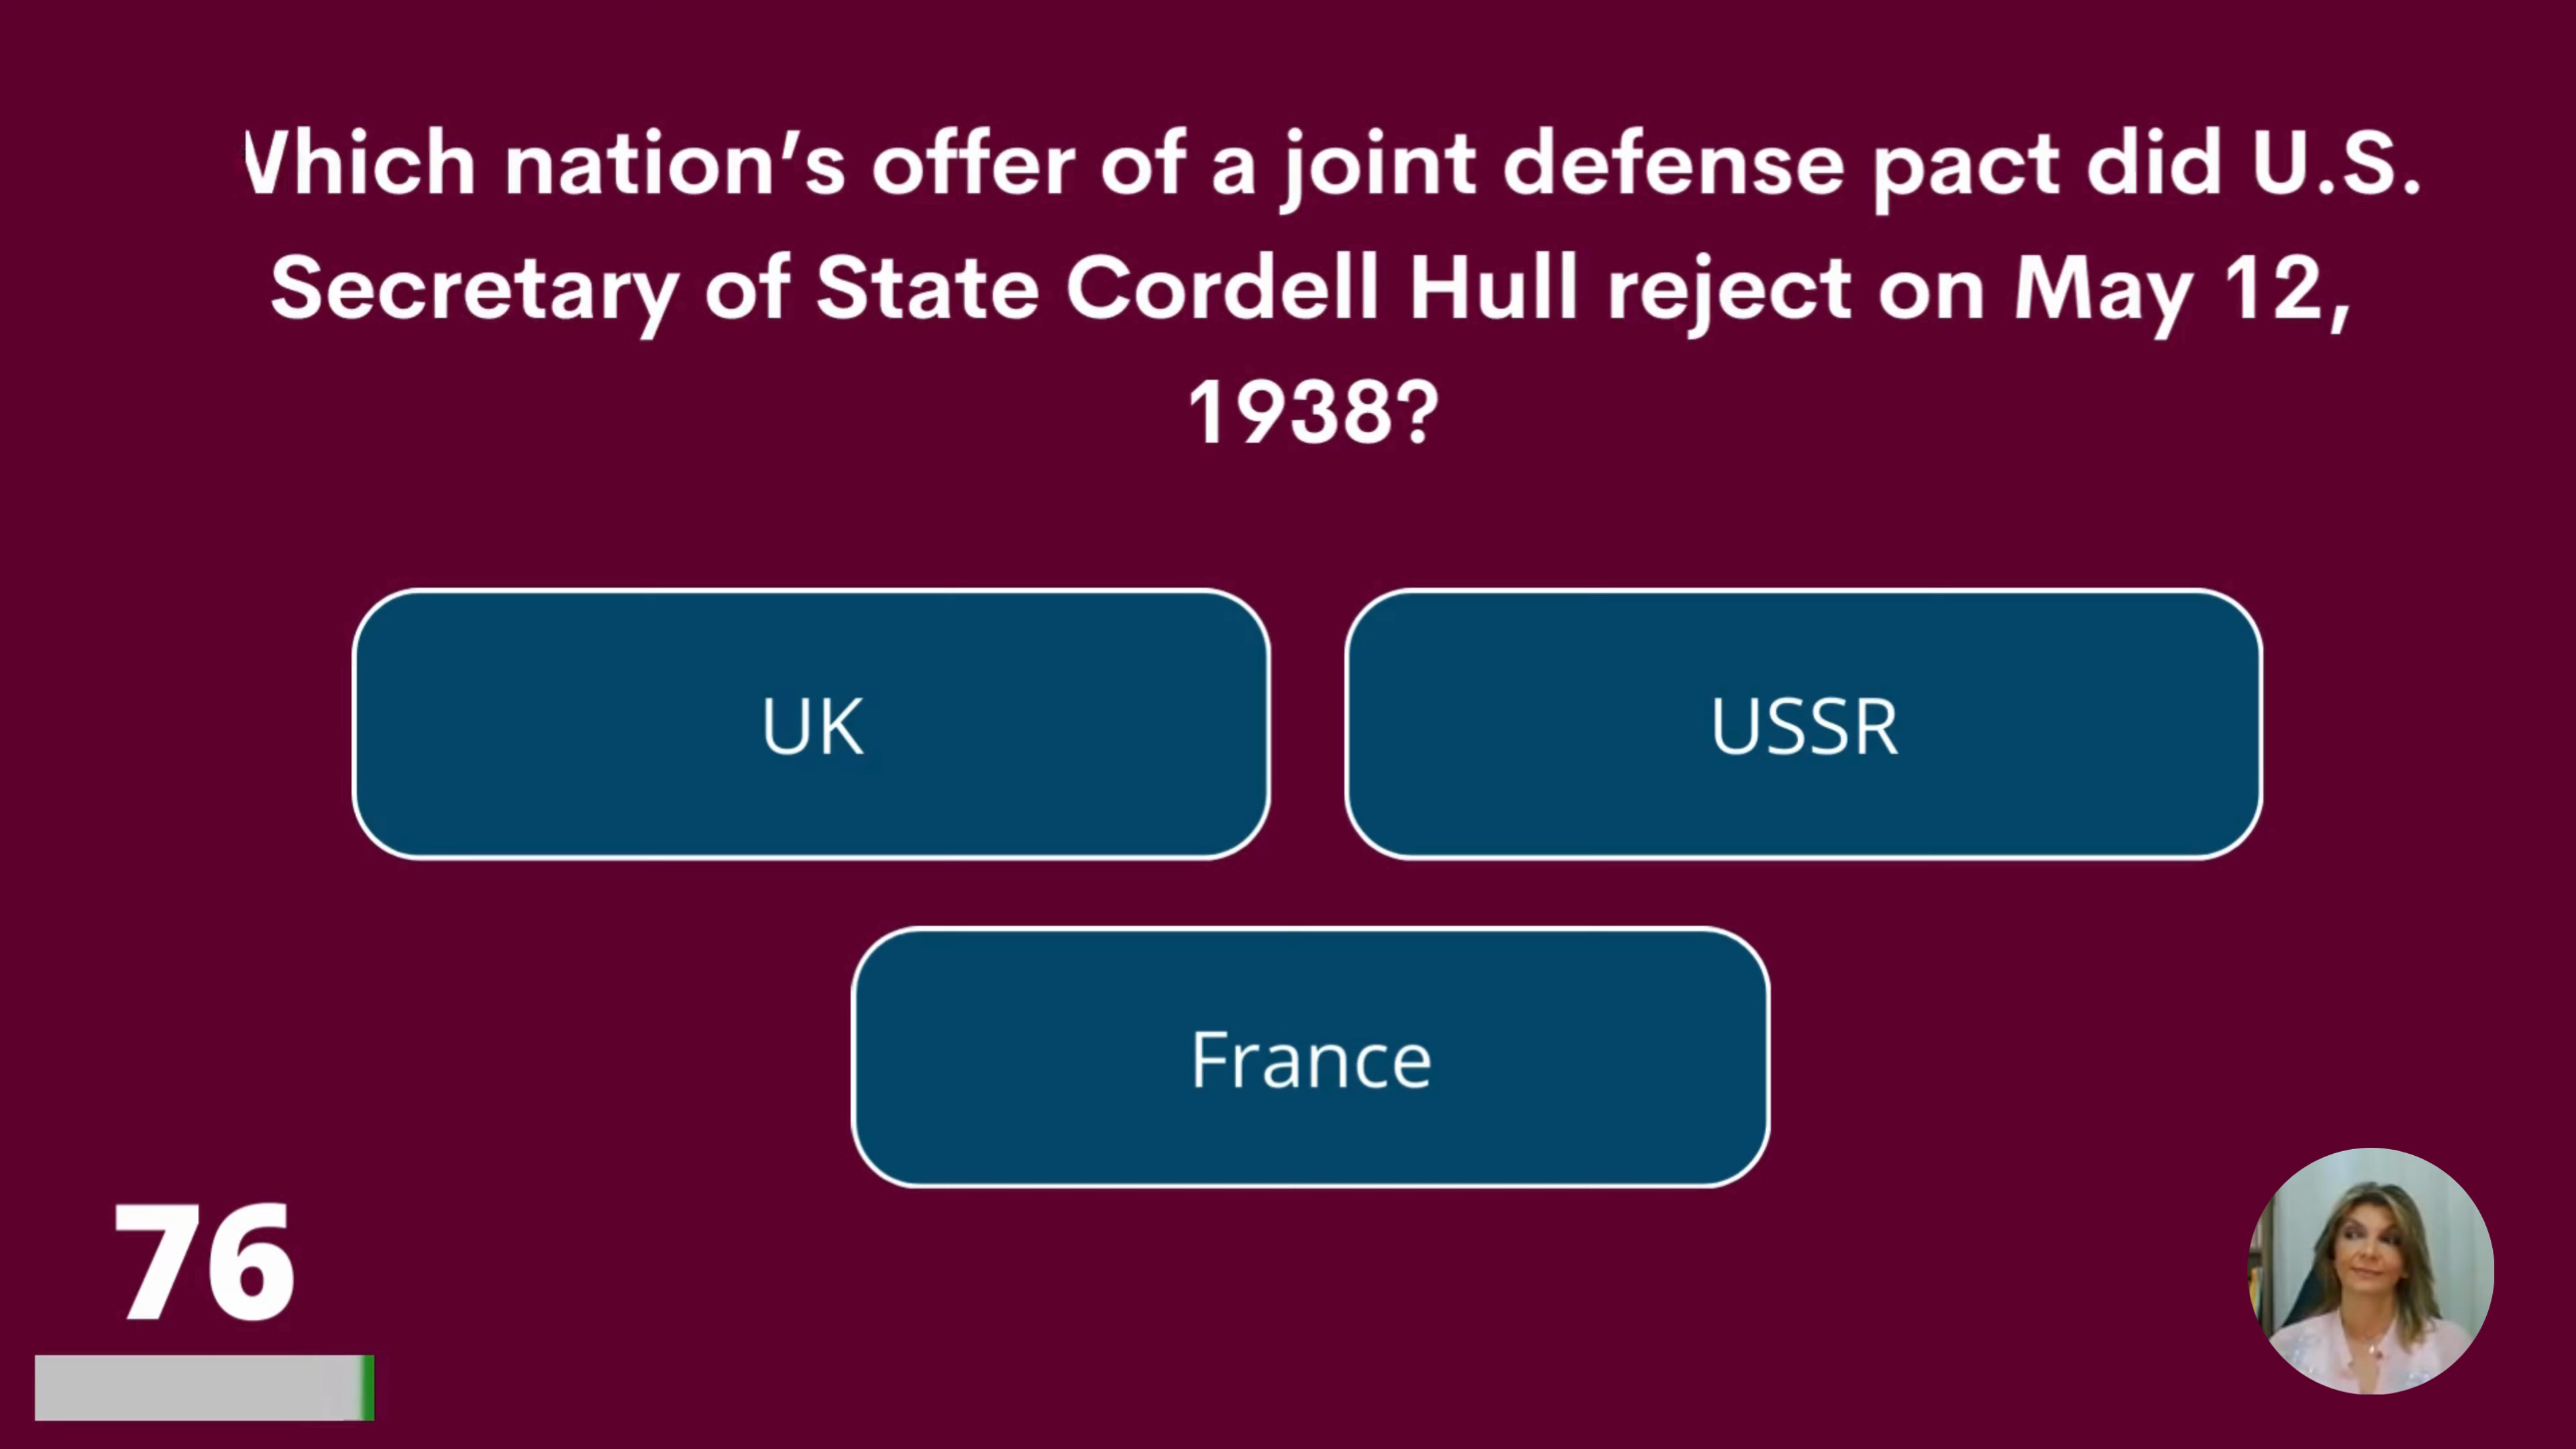 Which nation's offer of a joint defense pact did U.S.
Secretary of State Cordell Hull reject on May 12,
1938?
UK
USSR
France
76